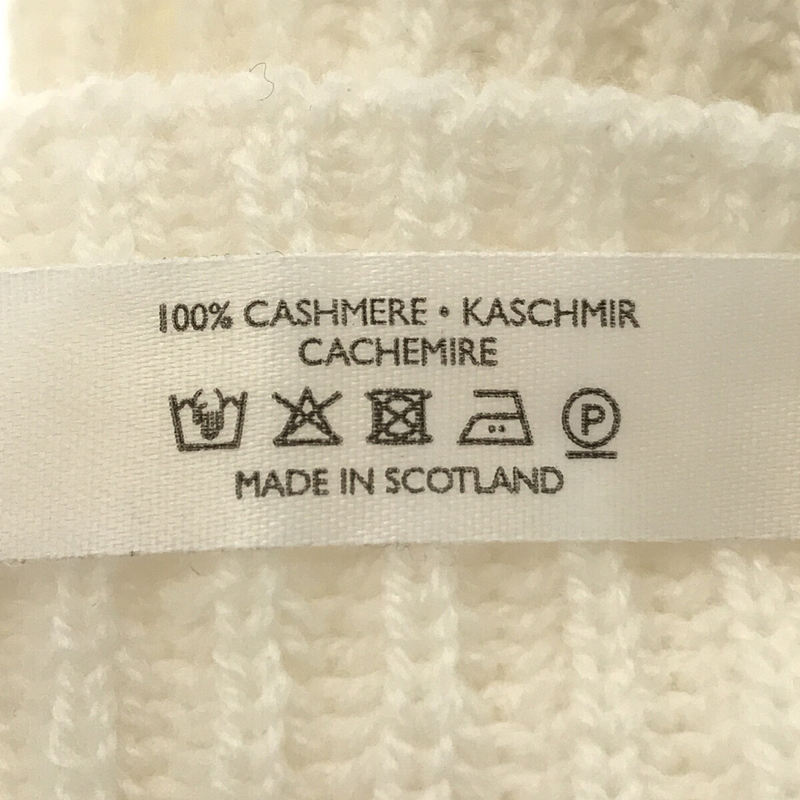 100% CASHMERE • KASCHMIR
CACHEMIRE
P
MADE IN SCOTLAND